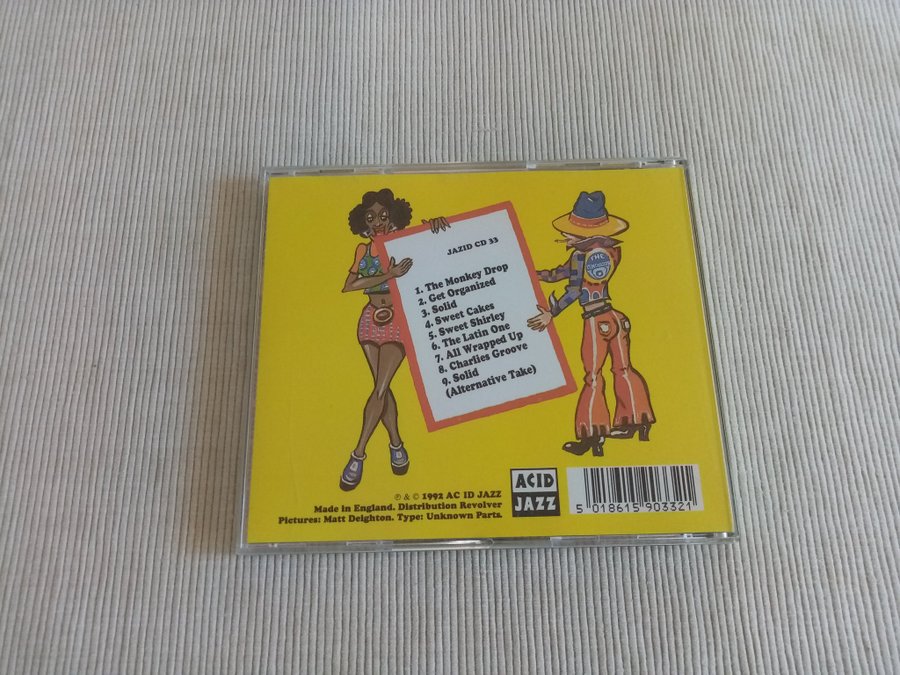 JAZID CD 33
1. The Monkey Drop
2. Get Organized
3. Solid
4. Sweet Cakes
5. Sweet Shirley
6. The Latin One
7. All Wrapped Up
8. Charlies Groove
9. Solid
(Alternative Take)
THE
℗ & © 1992 AC ID JAZZ
Made in England. Distribution Revolver
Pictures: Matt Deighton. Type: Unknown Parts.
ACID
JAZZ
5 018615 903321